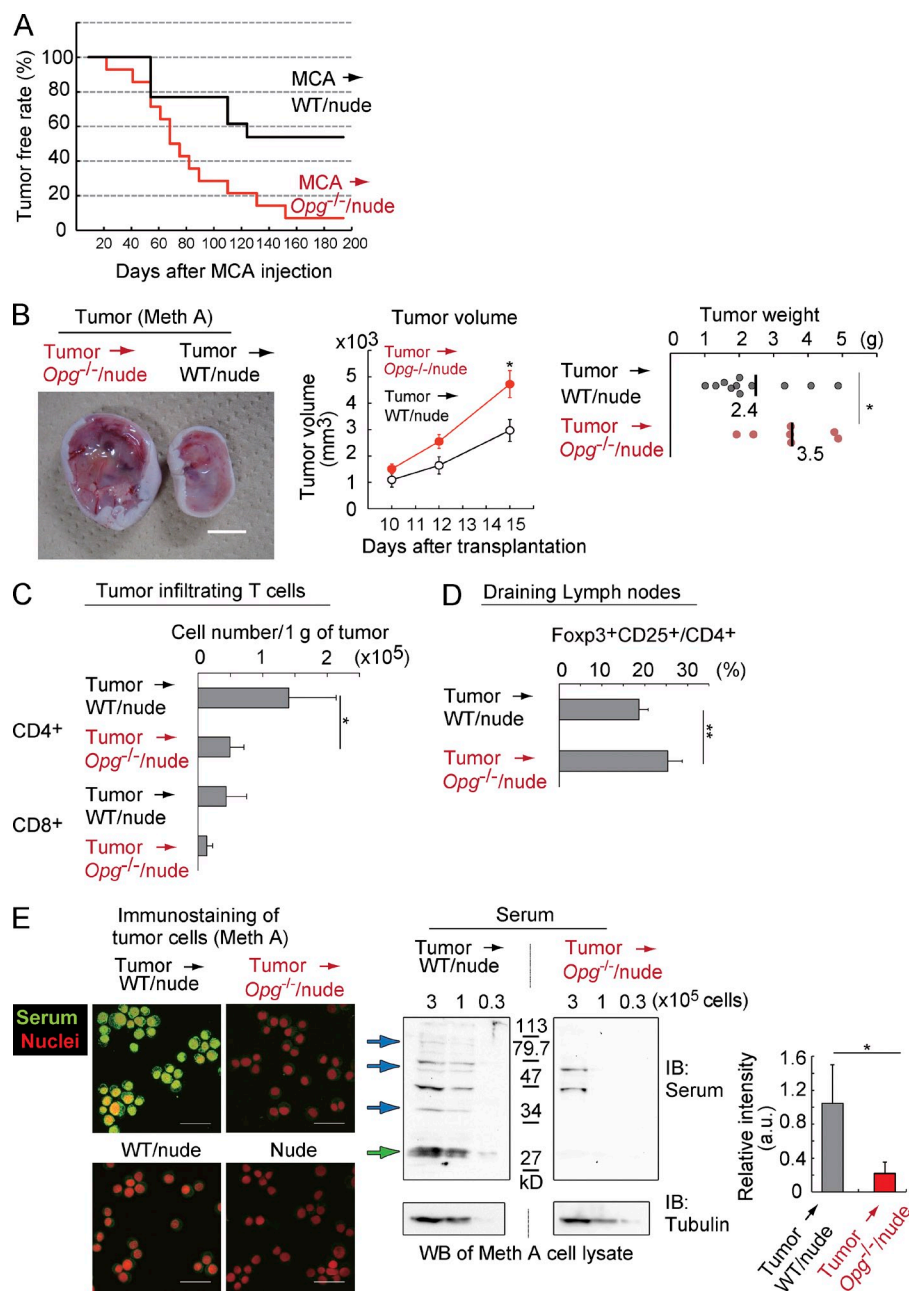 A
Tumor free rate (%)
100
80
60
40
20
0
MCA →
WT/nude
MCA →
Opg-/-/nude
20 40 60 80 100 120 140 160 180 200
Days after MCA injection
B
Tumor (Meth A)
Tumor →
Opg-/-/nude
Tumor →
WT/nude
Tumor volume
x10³
Tumor volume
(mm3)
5
4
3
2
1
0
Tumor →
Opg-/-/nude
Tumor →
WT/nude
*
10 11 12 13 14 15
Days after transplantation
Tumor weight
0 1 2 3 4 5 (g)
Tumor →
WT/nude
2.4
Tumor →
Opg-/-/nude
3.5
*
C
Tumor infiltrating T cells
Cell number/1 g of tumor
0 1 2 (x10⁵)
CD4+
Tumor →
WT/nude
Tumor →
Opg-/-/nude
*
CD8+
Tumor →
WT/nude
Tumor →
Opg-/-/nude
D
Draining Lymph nodes
Foxp3+CD25+/CD4+
0 10 20 30 (%)
Tumor →
WT/nude
Tumor →
Opg-/-/nude
**
E
Immunostaining of
tumor cells (Meth A)
Tumor →
WT/nude
Tumor →
Opg-/-/nude
Serum
Nuclei
WT/nude
Nude
Serum
Tumor →
WT/nude
Tumor →
Opg-/-/nude
3 1 0.3
3 1 0.3 (x10⁵ cells)
113
79.7
47
34
27
kD
IB:
Serum
IB:
Tubulin
WB of Meth A cell lysate
Relative intensity
(a.u.)
1.6
1.2
0.8
0.4
0
*
Tumor →
WT/nude
Tumor →
Opg-/-/nude